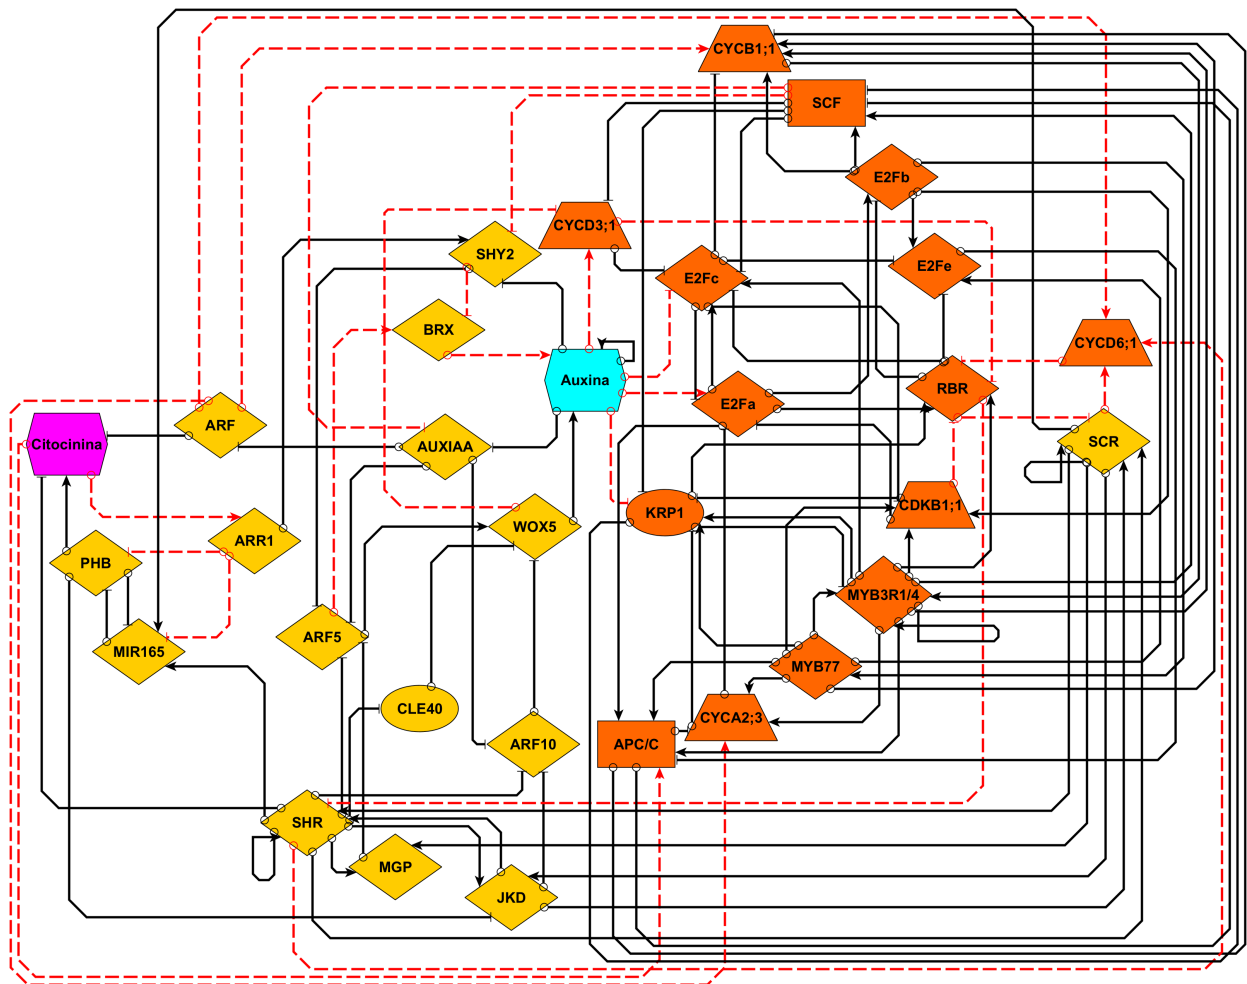 CYCB1;1
SCF
E2Fb
CYCD3;1
SHY2
E2Fc
E2Fe
BRX
CYCD6;1
Auxina
RBR
E2Fa
ARF
Citocinina
AUXIAA
SCR
KRP1
CDKB1;1
WOX5
ARR1
PHB
MYB3R1/4
ARF5
MIR165
MYB77
CLE40
CYCA2;3
ARF10
APC/C
SHR
MGP
JKD